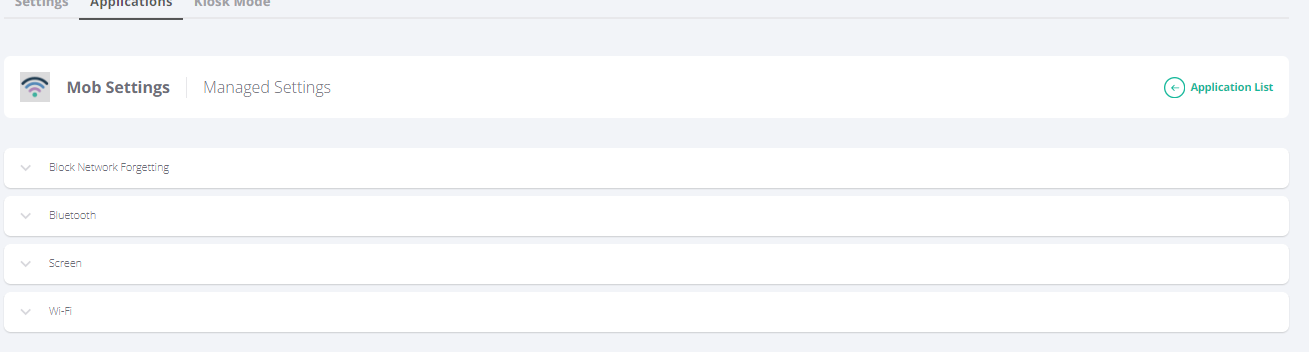 Settings Applications Kiosk Mode
Mob Settings Managed Settings Application List
Block Network Forgetting
Bluetooth
Screen
Wi-Fi